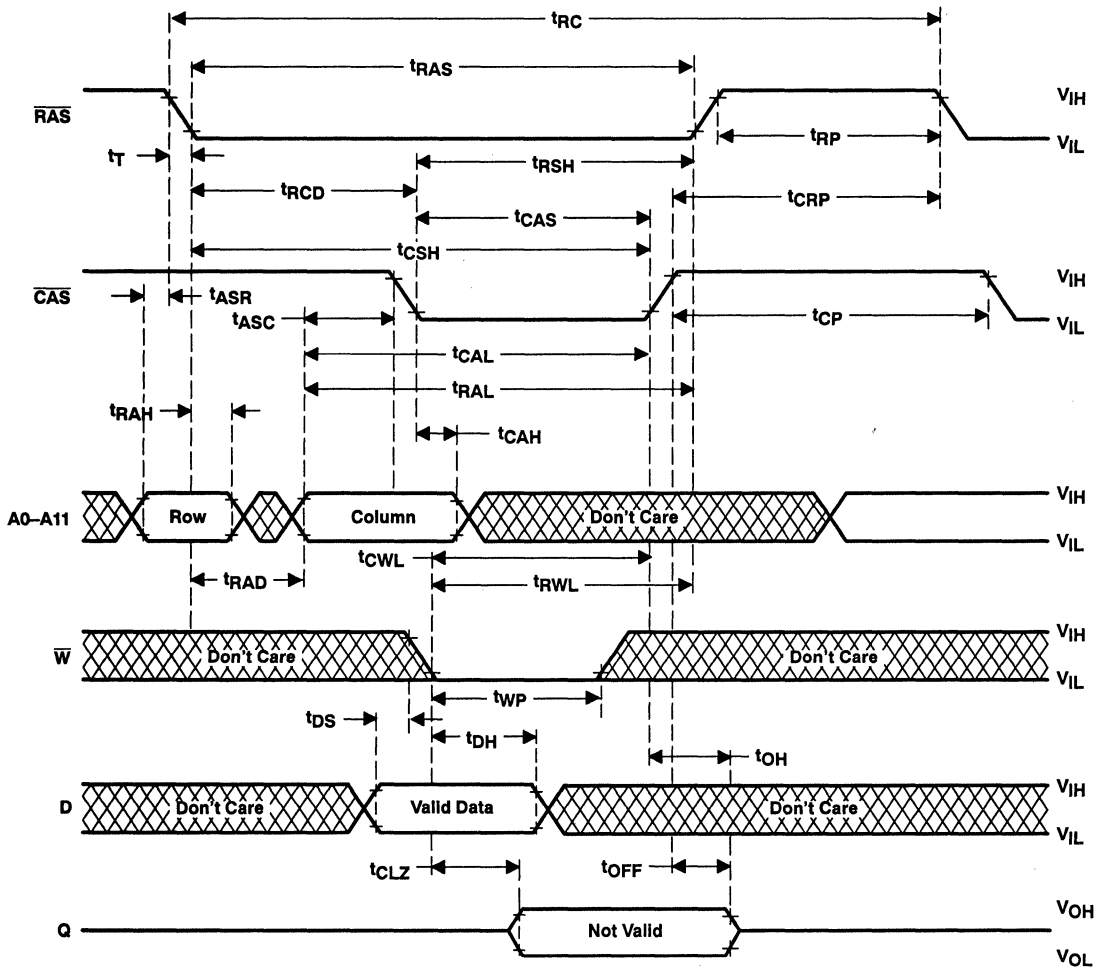 tRC
tRAS
RAS
VIH
VIL
tRP
tT
tRSH
tRCD
tCRP
tCAS
tCSH
CAS
VIH
VIL
tASR
tASC
tCP
tCAL
tRAL
tRAH
tCAH
A0–A11
Row
Column
Don't Care
VIH
VIL
tCWL
tRAD
tRWL
W
Don't Care
Don't Care
VIH
VIL
tWP
tDS
tDH
tOH
D
Don't Care
Valid Data
Don't Care
VIH
VIL
tCLZ
tOFF
Q
Not Valid
VOH
VOL